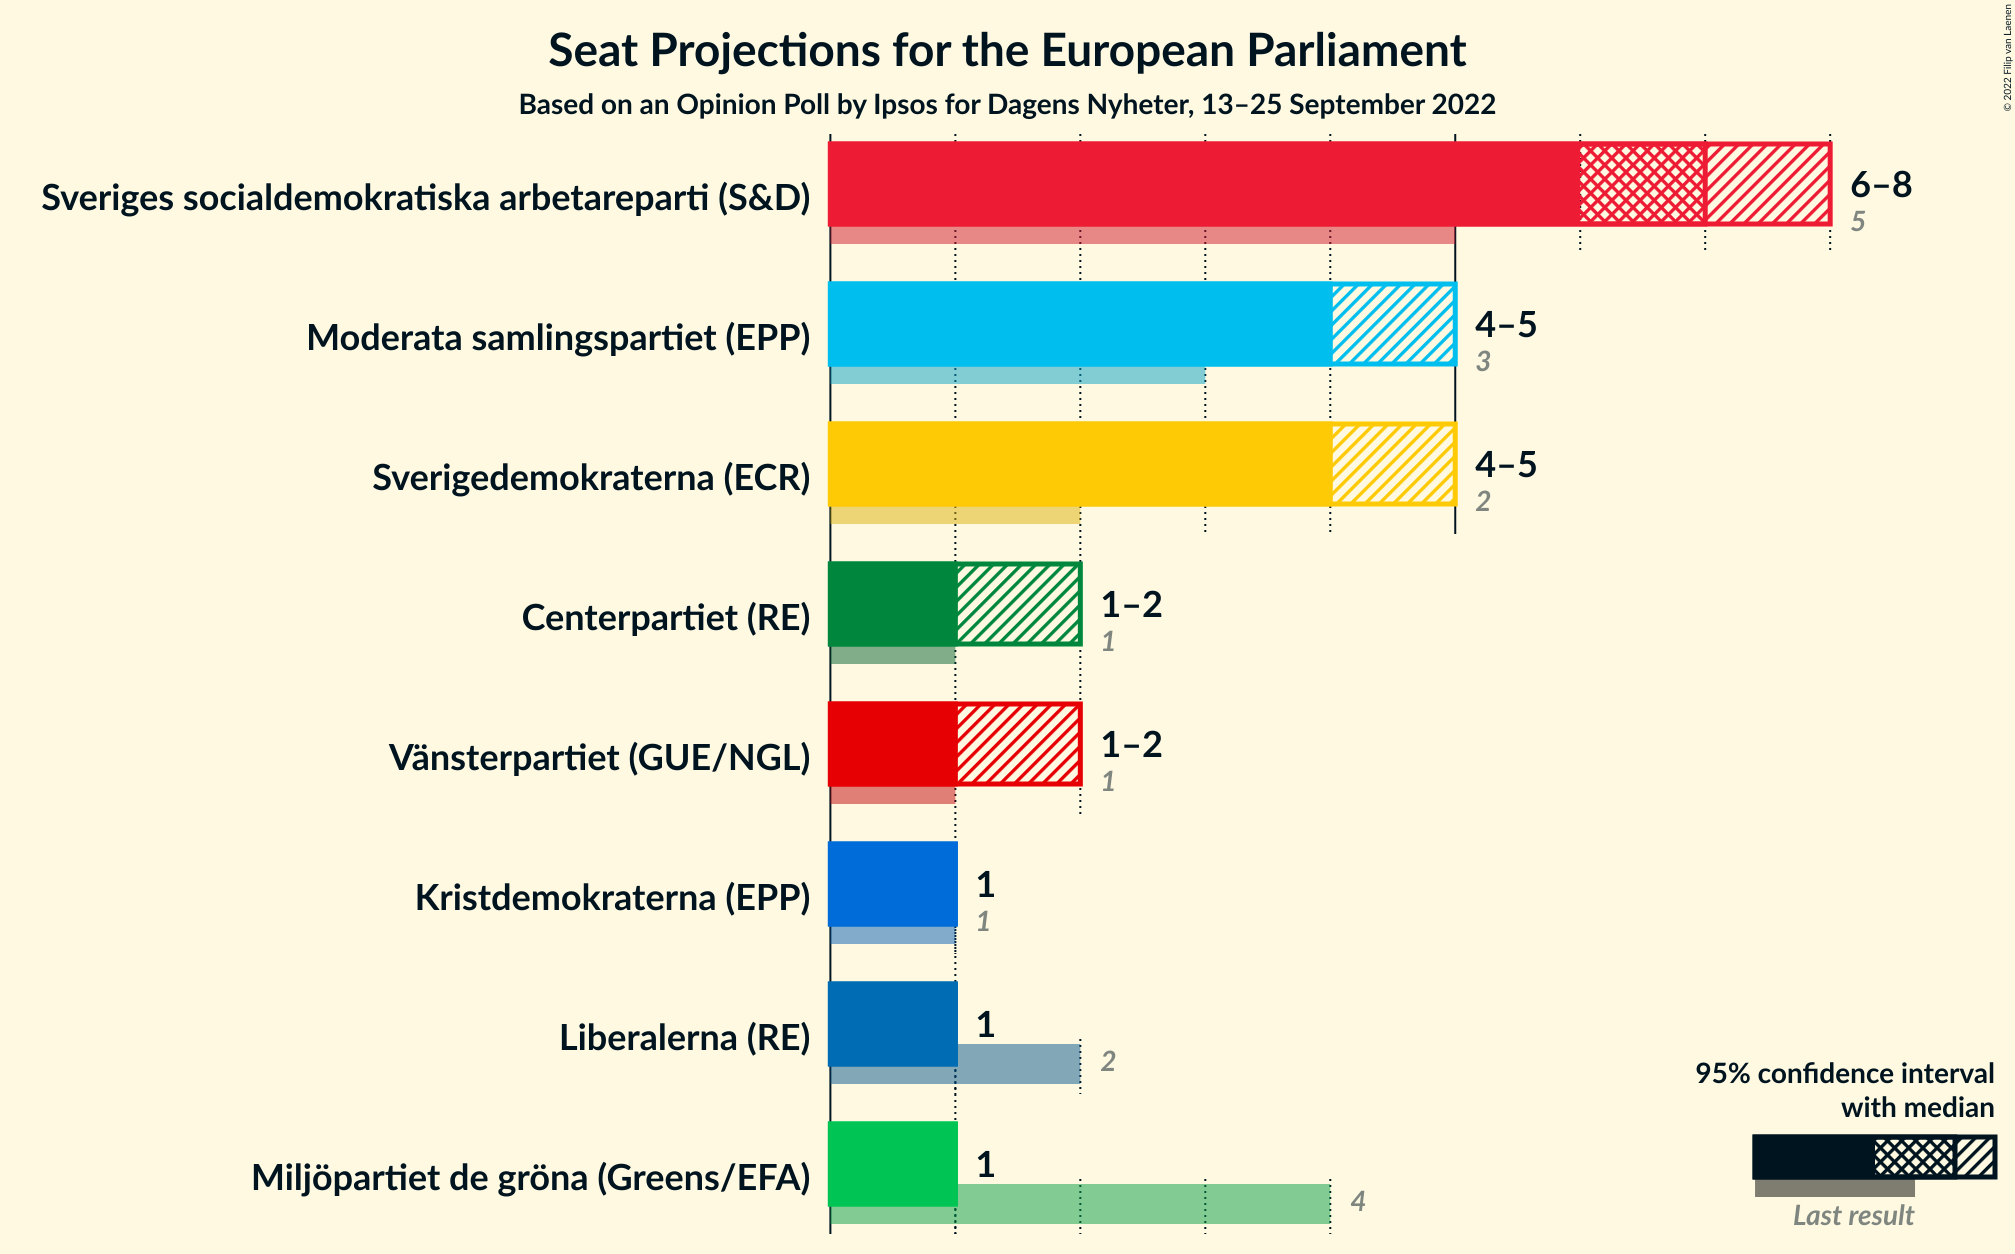 Seat Projections for the European Parliament
Based on an Opinion Poll by Ipsos for Dagens Nyheter, 13–25 September 2022
© 2022 Filip van Laenen
Sveriges socialdemokratiska arbetareparti (S&D)
6–8
5
Moderata samlingspartiet (EPP)
4–5
3
Sverigedemokraterna (ECR)
4–5
2
Centerpartiet (RE)
1–2
1
Vänsterpartiet (GUE/NGL)
1–2
1
Kristdemokraterna (EPP)
1
1
Liberalerna (RE)
1
2
Miljöpartiet de gröna (Greens/EFA)
1
4
95% confidence interval
with median
Last result